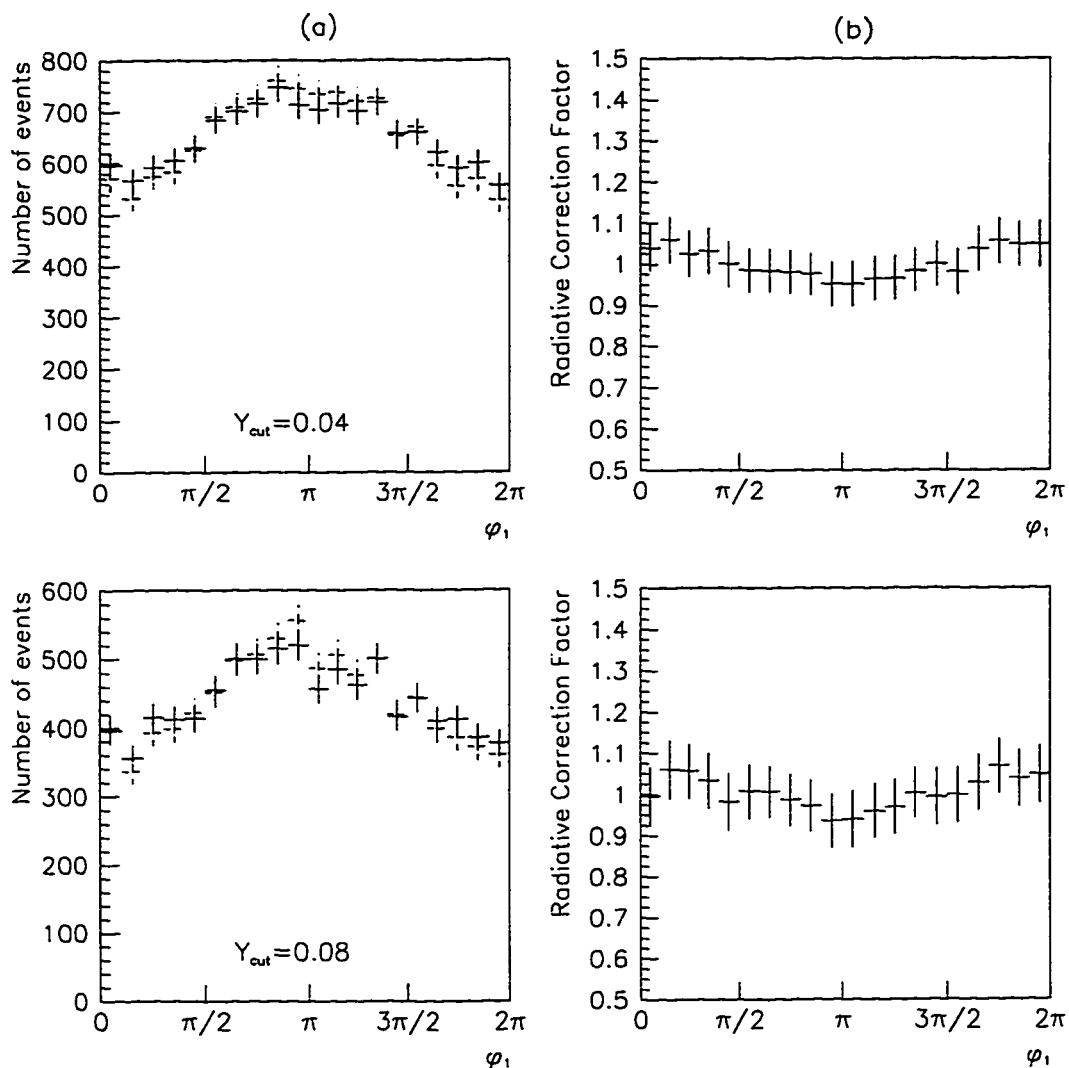 (a)
(b)
Number of events
800
700
600
500
400
300
200
100
0
Y_cut=0.04
0 π/2 π 3π/2 2π
φ₁
Radiative Correction Factor
1.5
1.4
1.3
1.2
1.1
1
0.9
0.8
0.7
0.6
0.5
0 π/2 π 3π/2 2π
φ₁
Number of events
600
500
400
300
200
100
0
Y_cut=0.08
0 π/2 π 3π/2 2π
φ₁
Radiative Correction Factor
1.5
1.4
1.3
1.2
1.1
1
0.9
0.8
0.7
0.6
0.5
0 π/2 π 3π/2 2π
φ₁